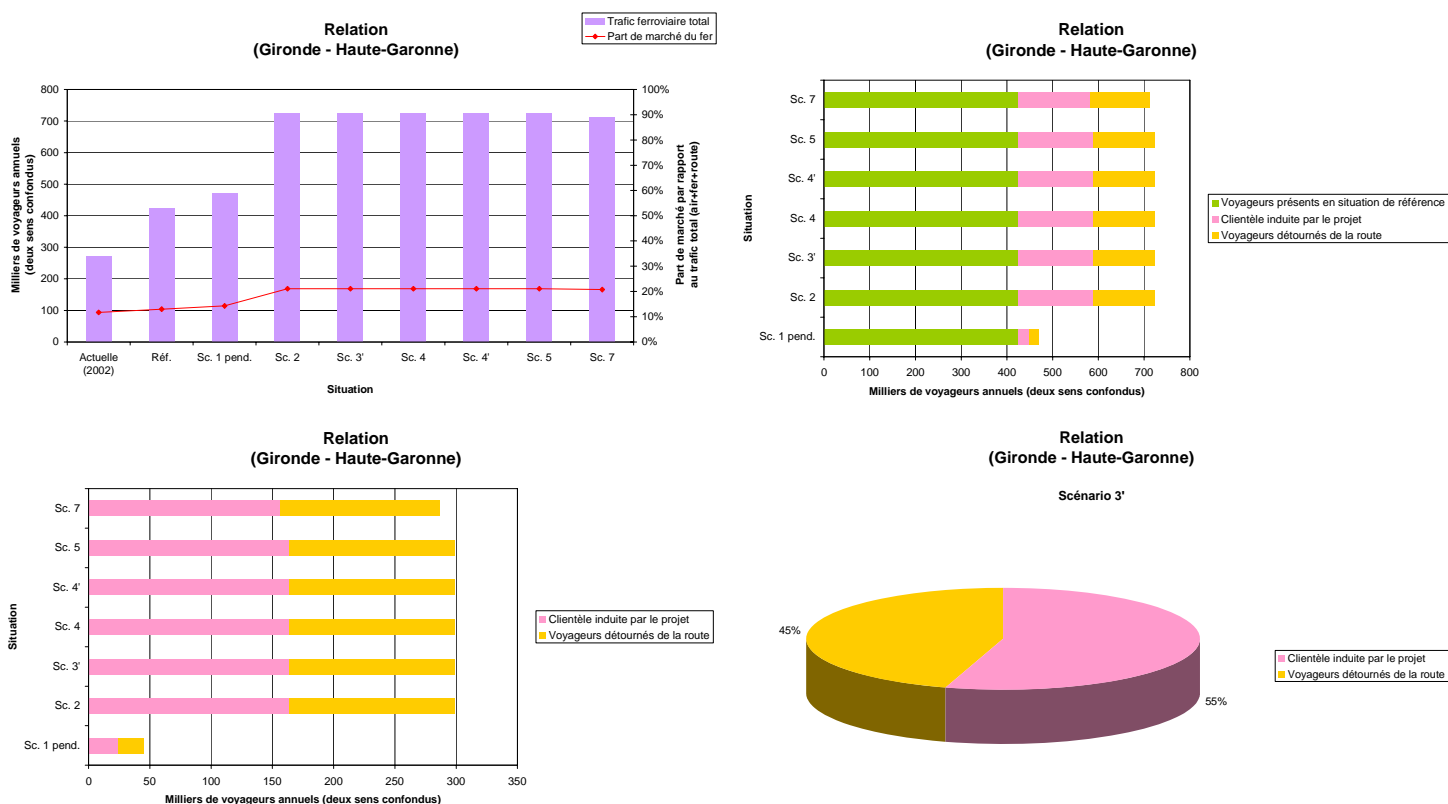 Relation
(Gironde - Haute-Garonne)
Trafic ferroviaire total
Part de marché du fer
Milliers de voyageurs annuels
(deux sens confondus)
800
700
600
500
400
300
200
100
0
100%
90%
80%
70%
60%
50%
40%
30%
20%
10%
0%
Part de marché par rapport
au trafic total (air+fer+route)
Actuelle
(2002)
Réf.
Sc. 1 pend.
Sc. 2
Sc. 3'
Sc. 4
Sc. 4'
Sc. 5
Sc. 7
Situation
Relation
(Gironde - Haute-Garonne)
Situation
Sc. 7
Sc. 5
Sc. 4'
Sc. 4
Sc. 3'
Sc. 2
Sc. 1 pend.
0 100 200 300 400 500 600 700 800
Milliers de voyageurs annuels (deux sens confondus)
Voyageurs présents en situation de référence
Clientèle induite par le projet
Voyageurs détournés de la route
Relation
(Gironde - Haute-Garonne)
Situation
Sc. 7
Sc. 5
Sc. 4'
Sc. 4
Sc. 3'
Sc. 2
Sc. 1 pend.
0 50 100 150 200 250 300 350
Milliers de voyageurs annuels (deux sens confondus)
Clientèle induite par le projet
Voyageurs détournés de la route
Relation
(Gironde - Haute-Garonne)
Scénario 3'
45%
55%
Clientèle induite par le projet
Voyageurs détournés de la route